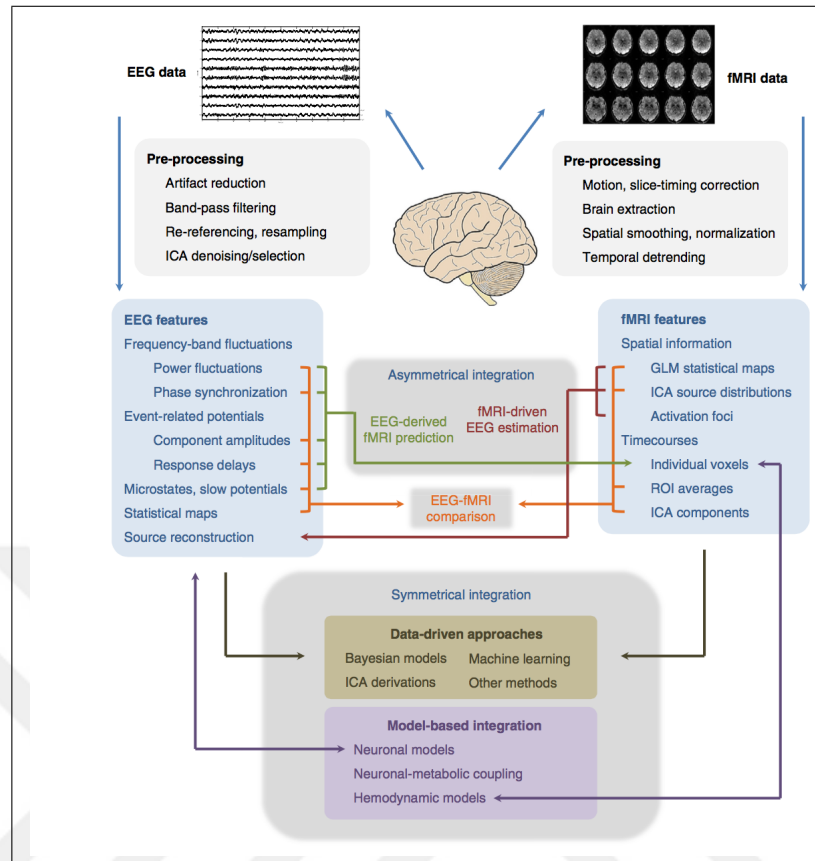 EEG data
fMRI data
Pre-processing
Artifact reduction
Band-pass filtering
Re-referencing, resampling
ICA denoising/selection
Pre-processing
Motion, slice-timing correction
Brain extraction
Spatial smoothing, normalization
Temporal detrending
EEG features
Frequency-band fluctuations
Power fluctuations
Phase synchronization
Event-related potentials
Component amplitudes
Response delays
Microstates, slow potentials
Statistical maps
Source reconstruction
Asymmetrical integration
EEG-derived
fMRI prediction
fMRI-driven
EEG estimation
EEG-fMRI
comparison
fMRI features
Spatial information
GLM statistical maps
ICA source distributions
Activation foci
Timecourses
Individual voxels
ROI averages
ICA components
Symmetrical integration
Data-driven approaches
Bayesian models Machine learning
ICA derivations Other methods
Model-based integration
Neuronal models
Neuronal-metabolic coupling
Hemodynamic models